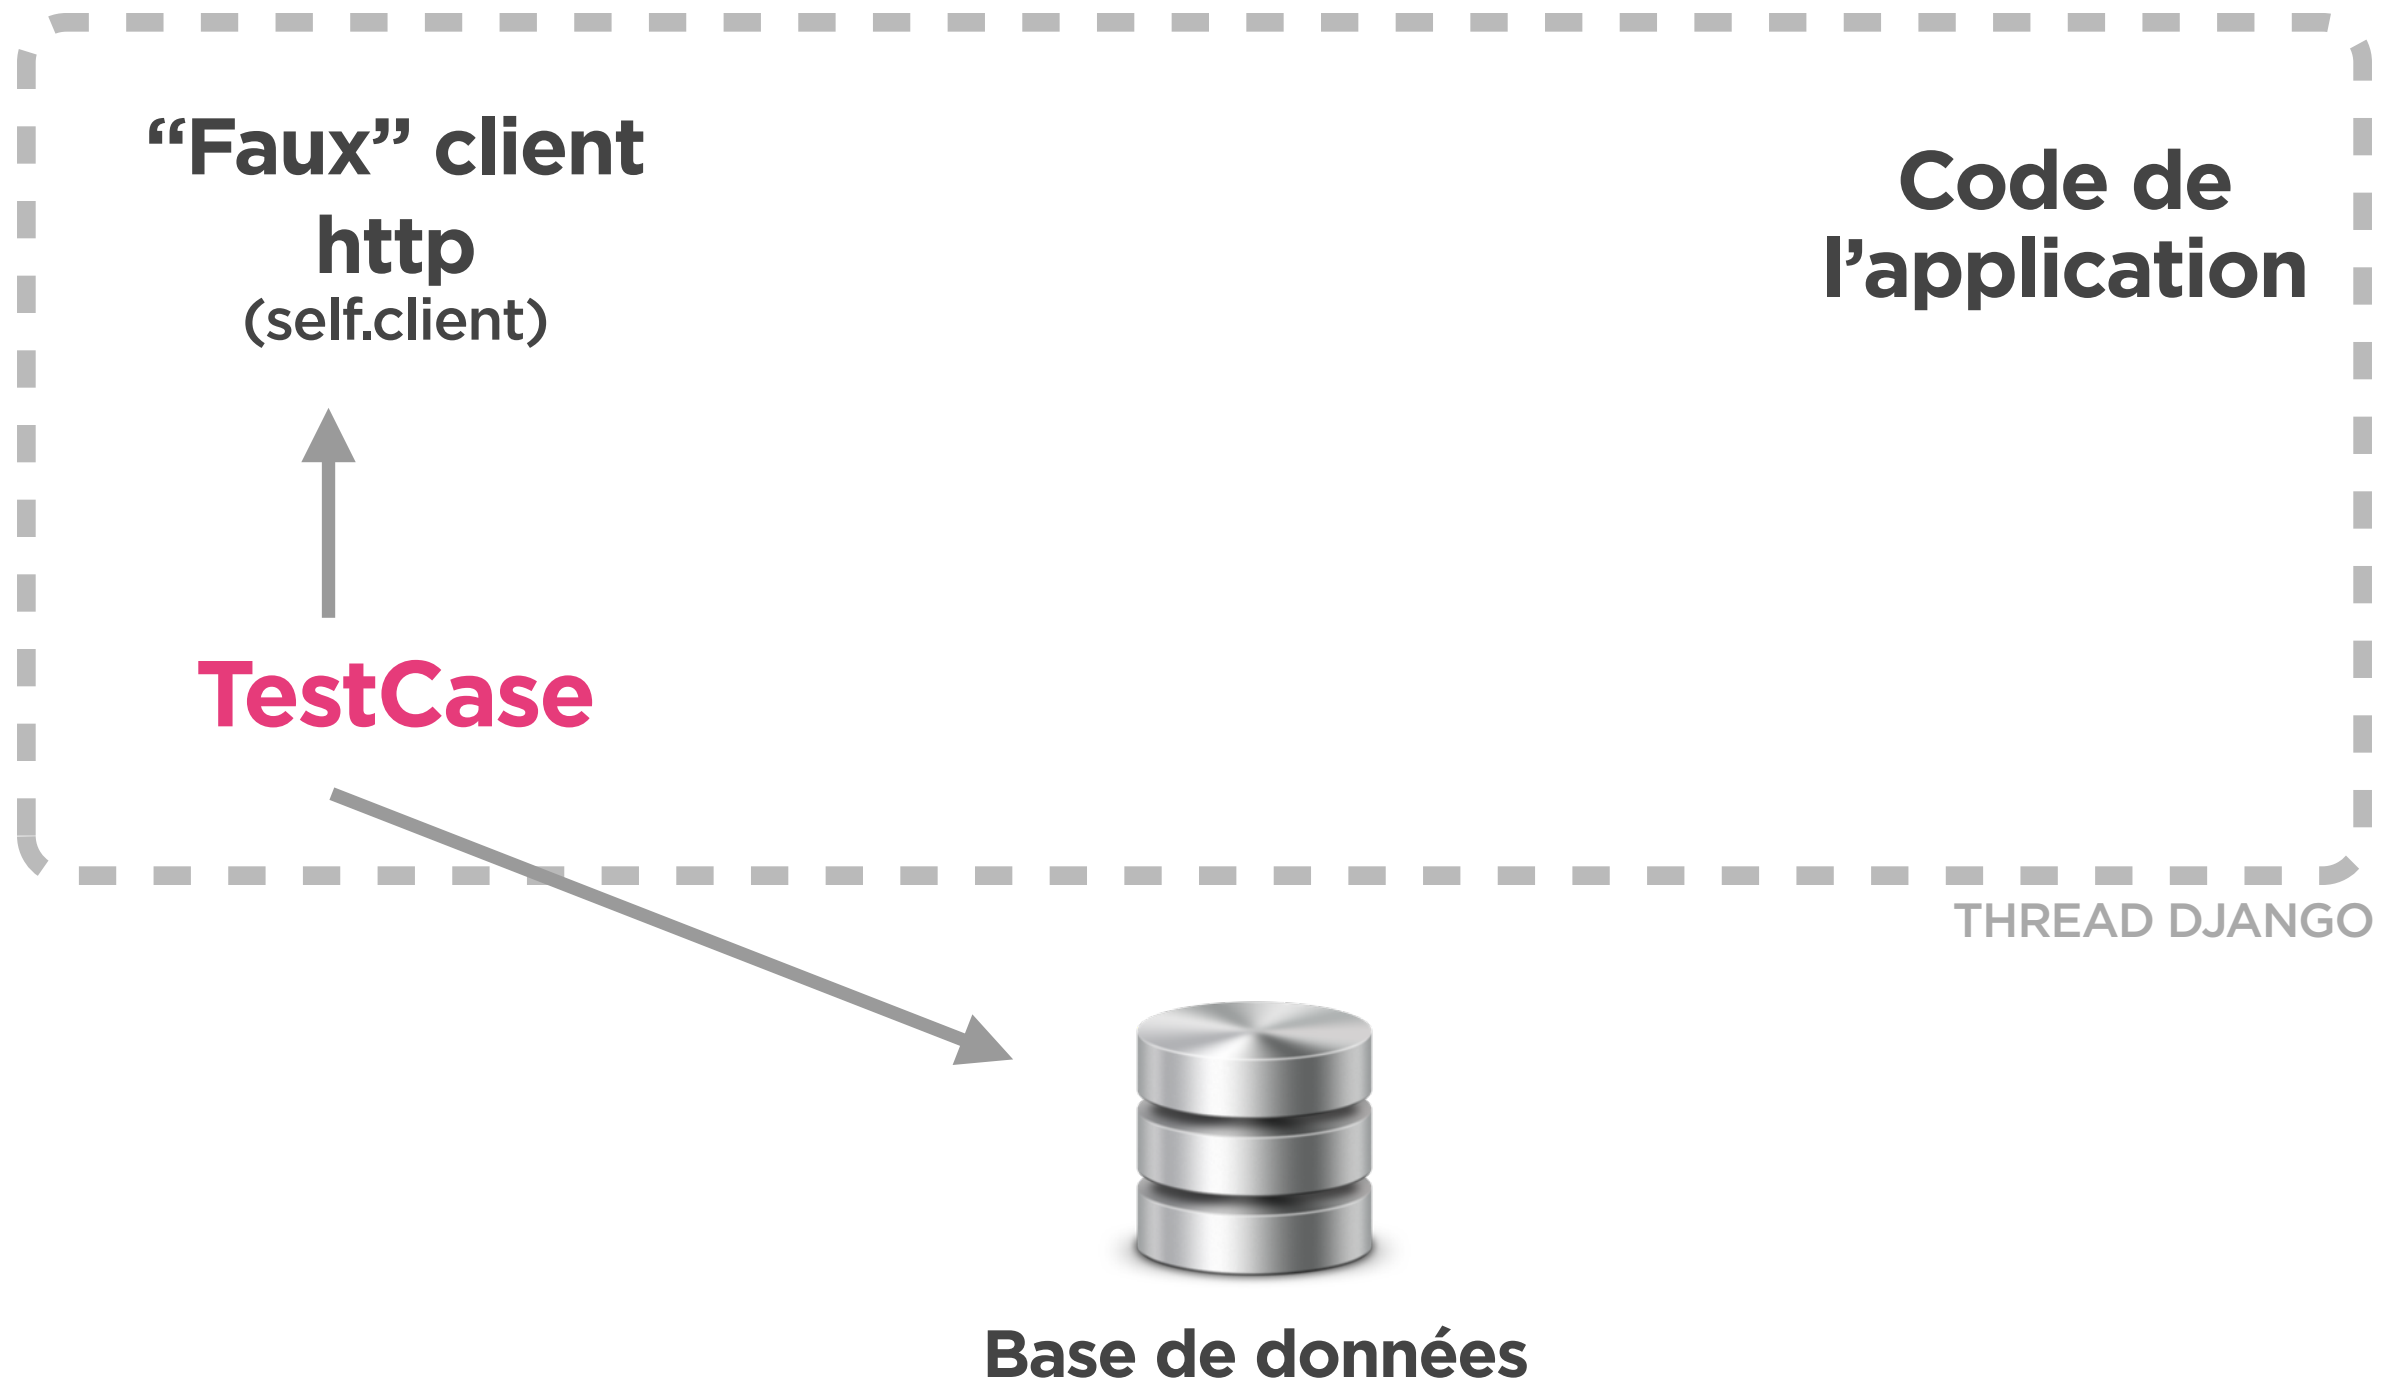 “Faux” client
http
(self.client)
Code de
l’application
TestCase
THREAD DJANGO
Base de données